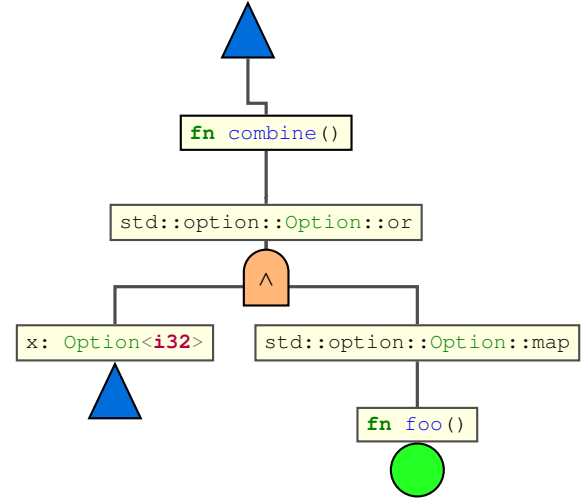 fn combine()
std::option::Option::or
^
x: Option<i32>
std::option::Option::map
fn foo()